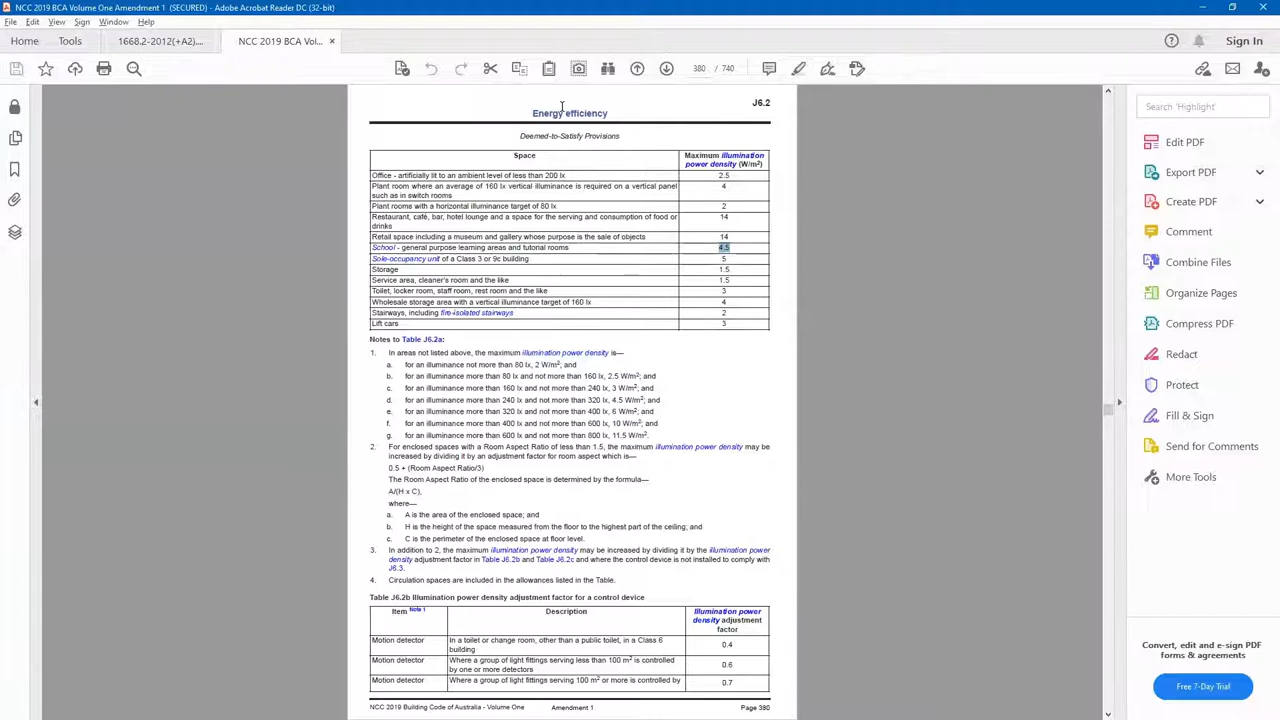 NCC 2019 BCA Volume One Amendment 1 (SECURED) - Adobe Acrobat Reader DC (32-bit)
File Edit View Sign Window Help
Home Tools 1668.2-2012(+A2).... NCC 2019 BCA Vol... × Sign In
380 / 740
J6.2
Energy efficiency
Deemed-to-Satisfy Provisions
Space Maximum illumination
power density (W/m²)
Office - artificially lit to an ambient level of less than 200 lx 2.5
Plant room where an average of 160 lx vertical illuminance is required on a vertical panel 4
such as in switch rooms
Plant rooms with a horizontal illuminance target of 80 lx 2
Restaurant, café, bar, hotel lounge and a space for the serving and consumption of food or 14
drinks
Retail space including a museum and gallery whose purpose is the sale of objects 14
School - general purpose learning areas and tutorial rooms 4.5
Sole-occupancy unit of a Class 3 or 9c building 5
Storage 1.5
Service area, cleaner's room and the like 1.5
Toilet, locker room, staff room, rest room and the like 3
Wholesale storage area with a vertical illuminance target of 160 lx 4
Stairways, including fire-isolated stairways 2
Lift cars 3
Notes to Table J6.2a:
1. In areas not listed above, the maximum illumination power density is—
a. for an illuminance not more than 80 lx, 2 W/m²; and
b. for an illuminance more than 80 lx and not more than 160 lx, 2.5 W/m²; and
c. for an illuminance more than 160 lx and not more than 240 lx, 3 W/m²; and
d. for an illuminance more than 240 lx and not more than 320 lx, 4.5 W/m²; and
e. for an illuminance more than 320 lx and not more than 400 lx, 6 W/m²; and
f. for an illuminance more than 400 lx and not more than 600 lx, 10 W/m²; and
g. for an illuminance more than 600 lx and not more than 800 lx, 11.5 W/m².
2. For enclosed spaces with a Room Aspect Ratio of less than 1.5, the maximum illumination power density may be
increased by dividing it by an adjustment factor for room aspect which is—
0.5 + (Room Aspect Ratio/3)
The Room Aspect Ratio of the enclosed space is determined by the formula—
A/(H x C),
where—
a. A is the area of the enclosed space; and
b. H is the height of the space measured from the floor to the highest part of the ceiling; and
c. C is the perimeter of the enclosed space at floor level.
3. In addition to 2, the maximum illumination power density may be increased by dividing it by the illumination power
density adjustment factor in Table J6.2b and Table J6.2c and where the control device is not installed to comply with
J6.3.
4. Circulation spaces are included in the allowances listed in the Table.
Table J6.2b Illumination power density adjustment factor for a control device
Item Note 1 Description Illumination power
density adjustment
factor
Motion detector In a toilet or change room, other than a public toilet, in a Class 6 0.4
building
Motion detector Where a group of light fittings serving less than 100 m² is controlled 0.6
by one or more detectors
Motion detector Where a group of light fittings serving 100 m² or more is controlled by 0.7
NCC 2019 Building Code of Australia - Volume One Amendment 1 Page 380
Search 'Highlight'
Edit PDF
Export PDF
Create PDF
Comment
Combine Files
Organize Pages
Compress PDF
Redact
Protect
Fill & Sign
Send for Comments
More Tools
Convert, edit and e-sign PDF
forms & agreements
Free 7-Day Trial